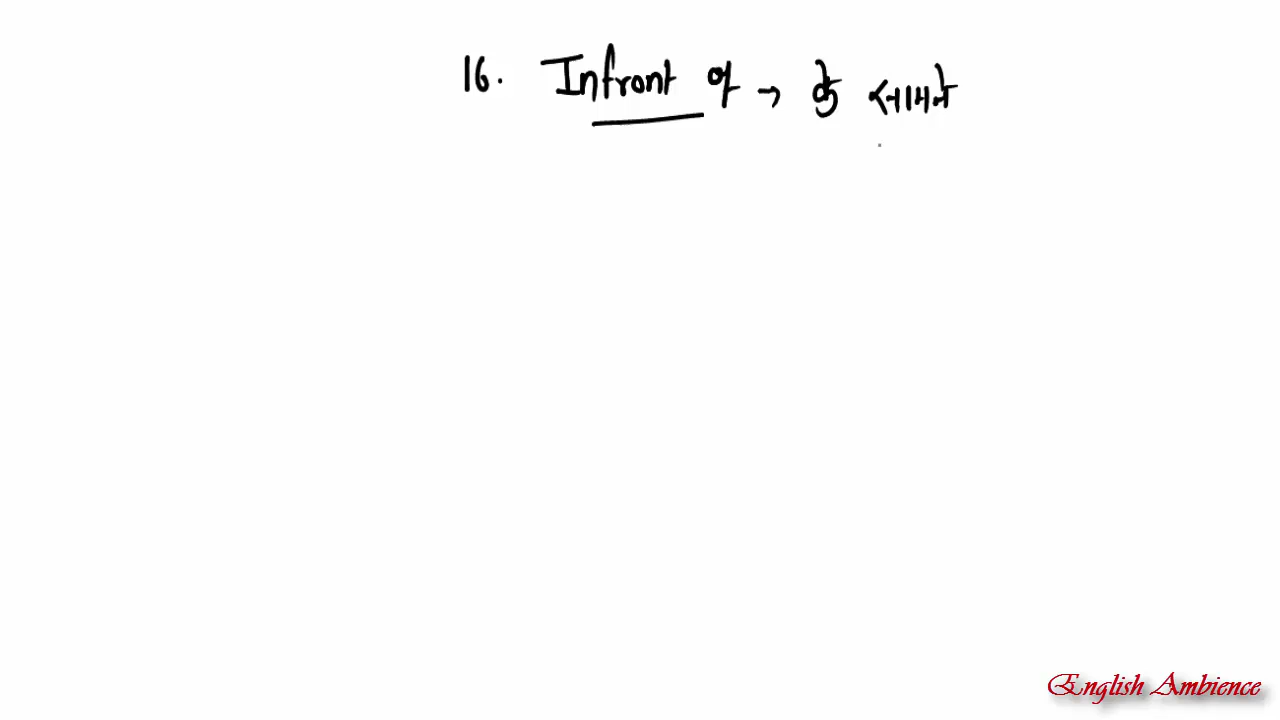 16. Infront of → के सामने
English Ambience